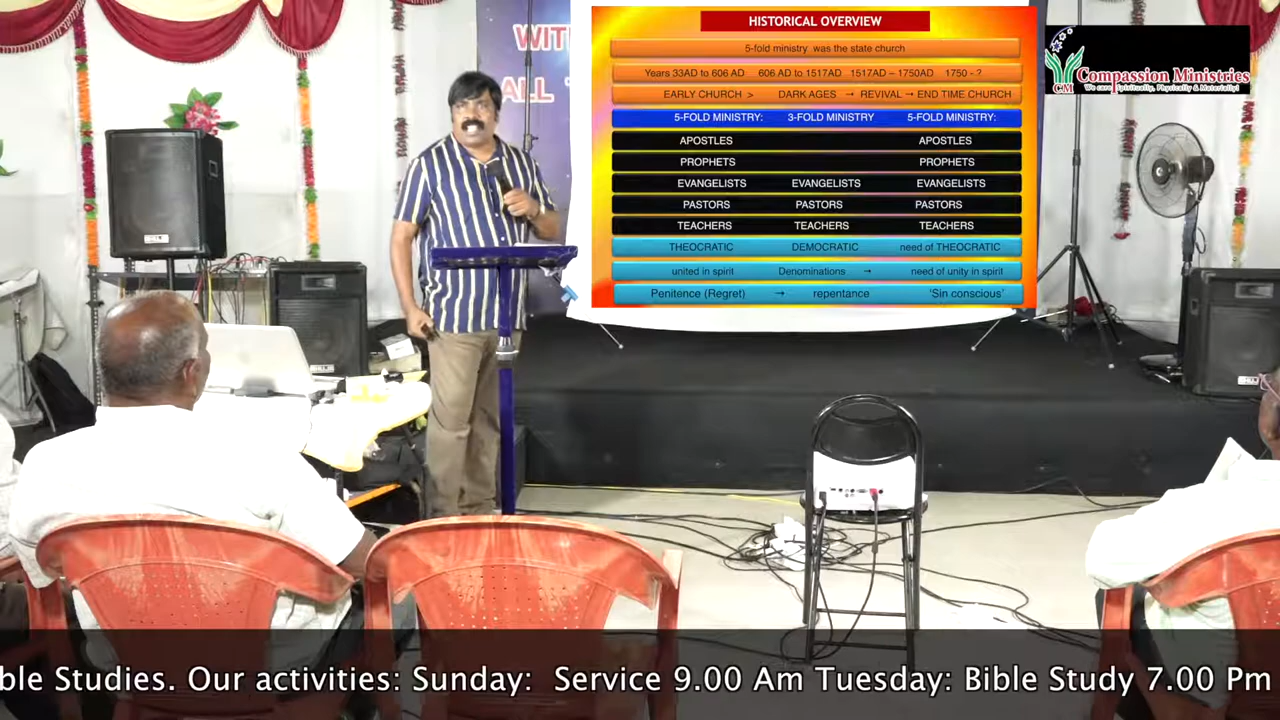 WITH
ALL
HISTORICAL OVERVIEW
5-fold ministry was the state church
Years 33AD to 606 AD 606 AD to 1517AD 1517AD – 1750AD 1750 - ?
EARLY CHURCH > DARK AGES → REVIVAL → END TIME CHURCH
5-FOLD MINISTRY: 3-FOLD MINISTRY 5-FOLD MINISTRY:
APOSTLES APOSTLES
PROPHETS PROPHETS
EVANGELISTS EVANGELISTS EVANGELISTS
PASTORS PASTORS PASTORS
TEACHERS TEACHERS TEACHERS
THEOCRATIC DEMOCRATIC need of THEOCRATIC
united in spirit Denominations → need of unity in spirit
Penitence (Regret) → repentance 'Sin conscious'
Compassion Ministries
We care Spiritually, Physically & Materially!
CM
ble Studies. Our activities: Sunday: Service 9.00 Am Tuesday: Bible Study 7.00 Pm